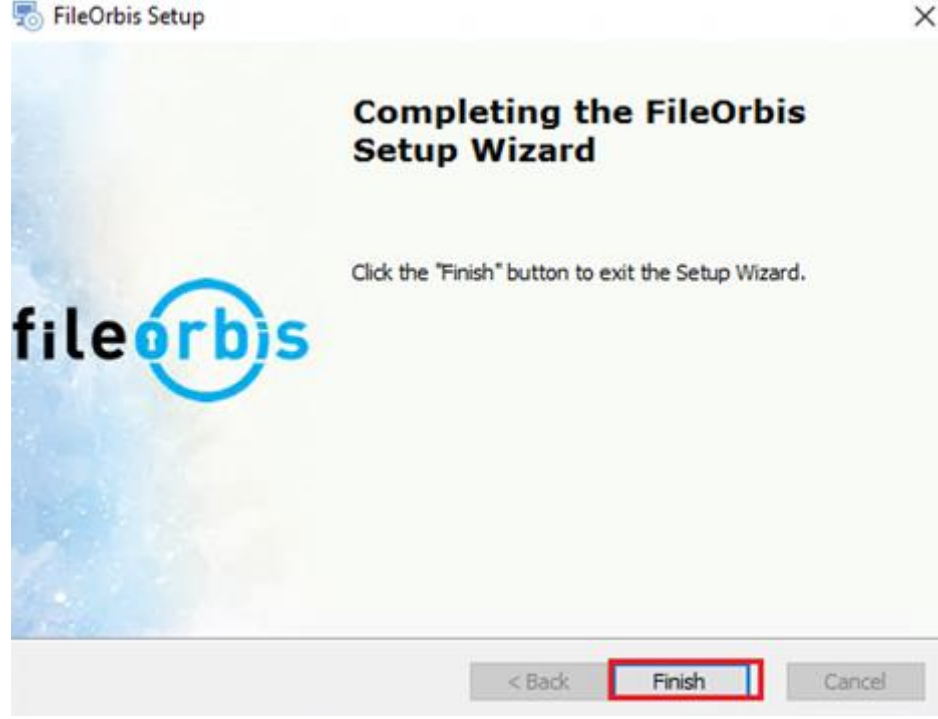 FileOrbis Setup
Completing the FileOrbis
Setup Wizard
Click the "Finish" button to exit the Setup Wizard.
fileorbis
< Back
Finish
Cancel